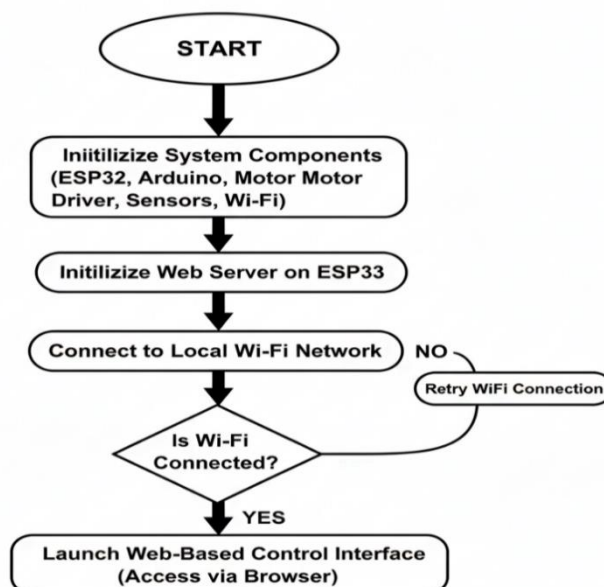 START
Iniitilizize System Components
(ESP32, Arduino, Motor Motor
Driver, Sensors, Wi-Fi)
Initilizize Web Server on ESP33
Connect to Local Wi-Fi Network
NO
Retry WiFi Connection
Is Wi-Fi
Connected?
YES
Launch Web-Based Control Interface
(Access via Browser)